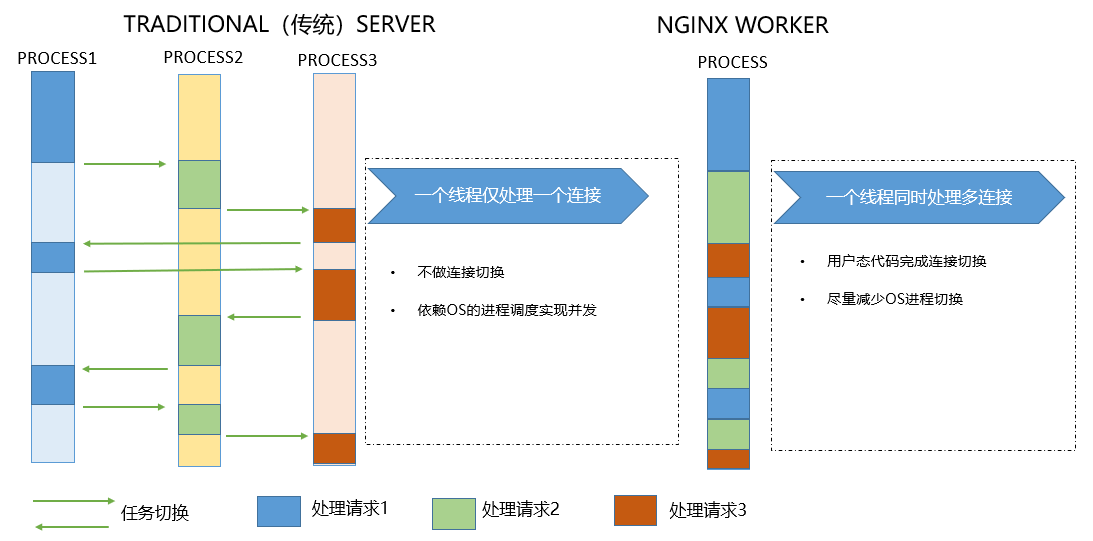 TRADITIONAL（传统）SERVER
NGINX WORKER
PROCESS1
PROCESS2
PROCESS3
PROCESS
一个线程仅处理一个连接
• 不做连接切换
• 依赖OS的进程调度实现并发
一个线程同时处理多连接
• 用户态代码完成连接切换
• 尽量减少OS进程切换
任务切换
处理请求1
处理请求2
处理请求3